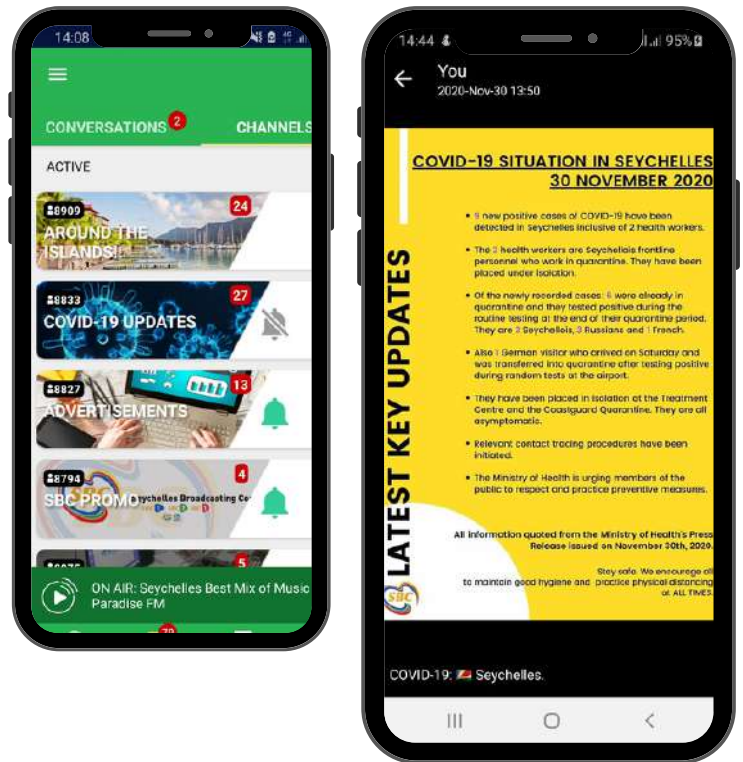 14:08
CONVERSATIONS 2
CHANNELS
ACTIVE
8909
24
AROUND THE
ISLANDS!
8833
27
COVID-19 UPDATES
8827
13
ADVERTISEMENTS
8794
4
SBC PROMO
Seychelles Broadcasting Co
5
ON AIR: Seychelles Best Mix of Music
Paradise FM
14:44
95%
You
2020-Nov-30 13:50
COVID-19 SITUATION IN SEYCHELLES
30 NOVEMBER 2020
LATEST KEY UPDATES
• 9 new positive cases of COVID-19 have been
detected in Seychelles inclusive of 2 health workers.
• The 2 health workers are Seychellois frontline
personnel who work in quarantine. They have been
placed under isolation.
• Of the newly recorded cases: 6 were already in
quarantine and they tested positive during the
routine testing at the end of their quarantine period.
They are 2 Seychellois, 3 Russians and 1 French.
• Also 1 German visitor who arrived on Saturday and
was transferred into quarantine after testing positive
during random tests at the airport.
• They have been placed in isolation at the Treatment
Centre and the Coastguard Quarantine. They are all
asymptomatic.
• Relevant contact tracing procedures have been
initiated.
• The Ministry of Health is urging members of the
public to respect and practice preventive measures.
All information quoted from the Ministry of Health's Press
Release issued on November 30th, 2020.
Stay safe. We encourage all
to maintain good hygiene and practice physical distancing
at ALL TIMES.
SBC
COVID-19: Seychelles.